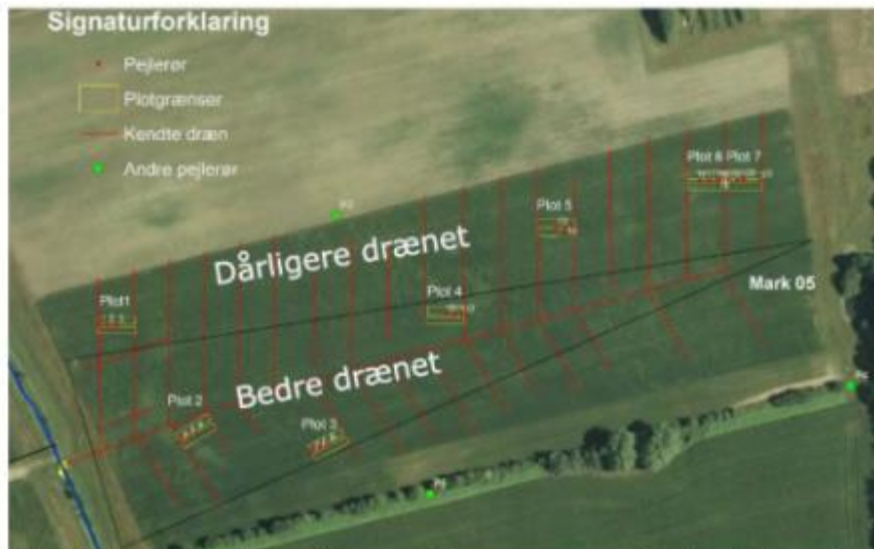 Signaturforklaring
Pejlerør
Plotgrænser
Kendte dræn
Andre pejlerør
Plot 6 Plot 7
Plot 5
Dårligere drænet
Mark 05
Plot1
Plot 4
Bedre drænet
Plot 2
Plot 3